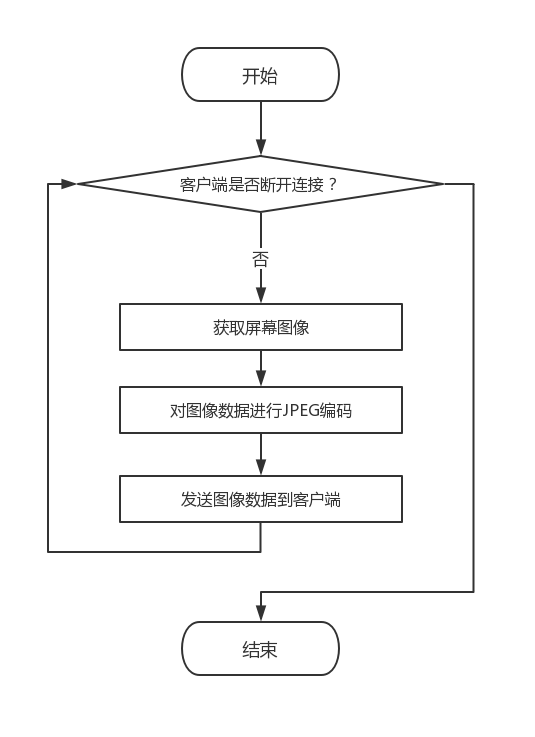 开始
客户端是否断开连接？
否
获取屏幕图像
对图像数据进行JPEG编码
发送图像数据到客户端
结束